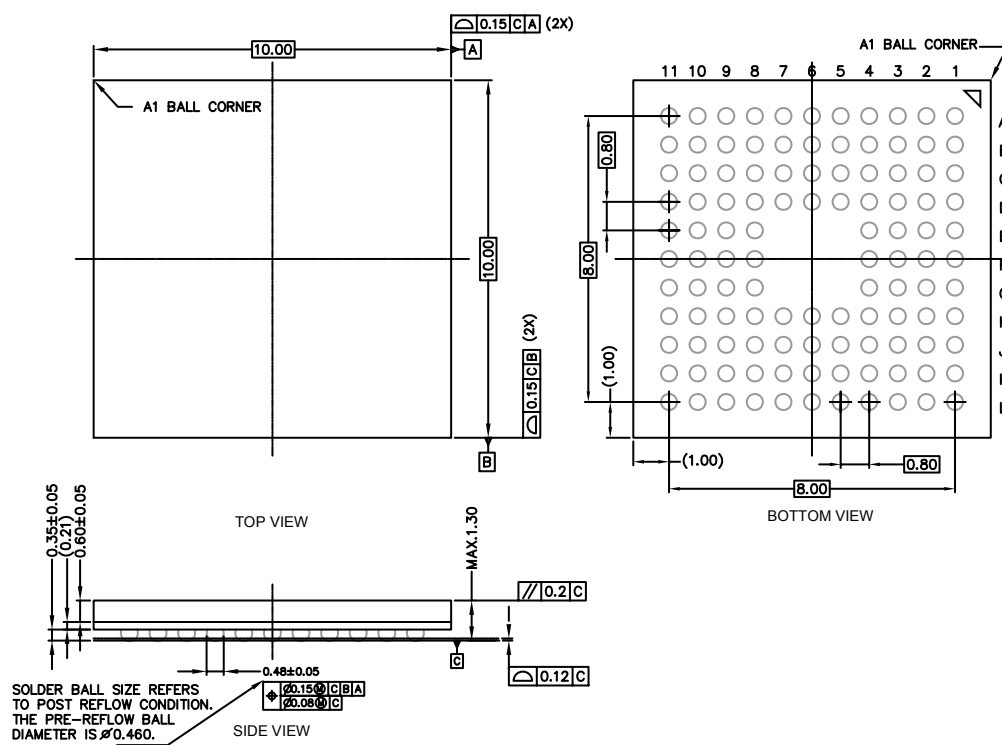 ⌓ 0.15 C A (2X)
10.00
A
A1 BALL CORNER
10.00
⌓ 0.15 C B (2X)
B
TOP VIEW
A1 BALL CORNER
11 10 9 8 7 6 5 4 3 2 1
A
J
0.80
8.00
(1.00)
(1.00)
0.80
8.00
BOTTOM VIEW
0.35±0.05
(0.21)
0.60±0.05
MAX.1.30
// 0.2 C
C
⌓ 0.12 C
0.48±0.05
⌖ Ø0.15Ⓜ C B A
Ø0.08Ⓜ C
SOLDER BALL SIZE REFERS
TO POST REFLOW CONDITION.
THE PRE-REFLOW BALL
DIAMETER IS Ø0.460.
SIDE VIEW